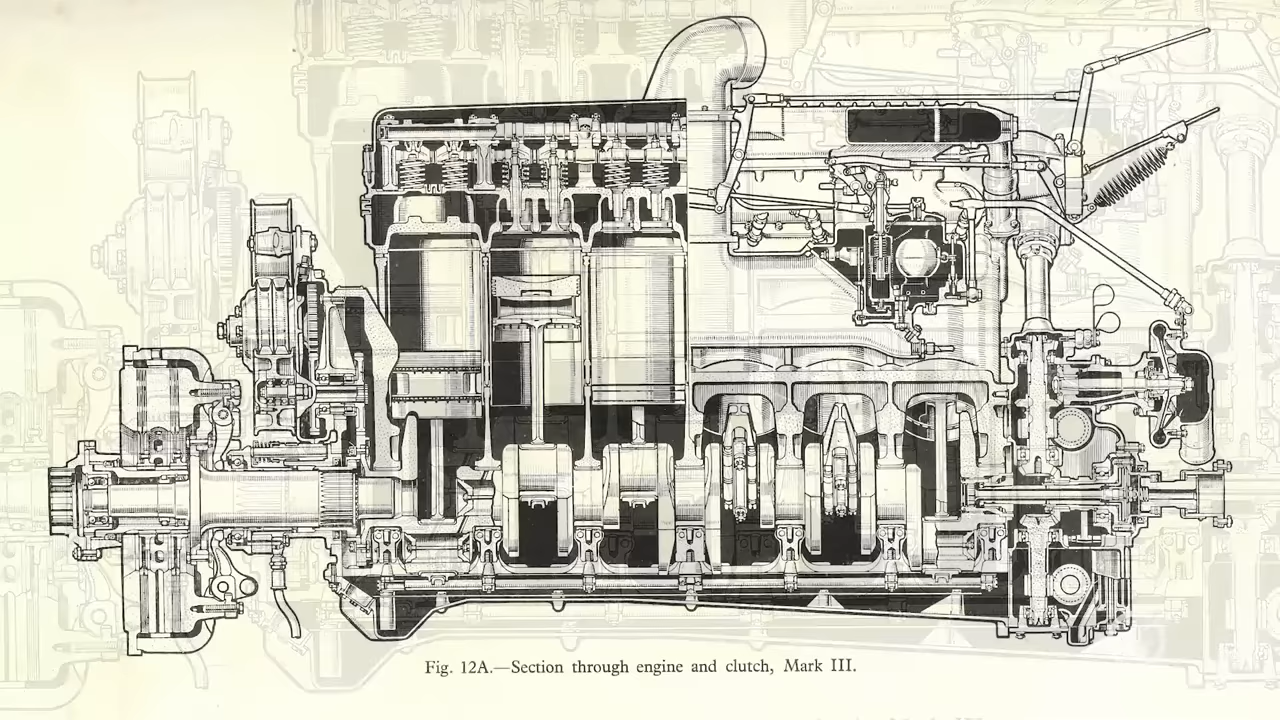 Fig. 12A.—Section through engine and clutch, Mark III.